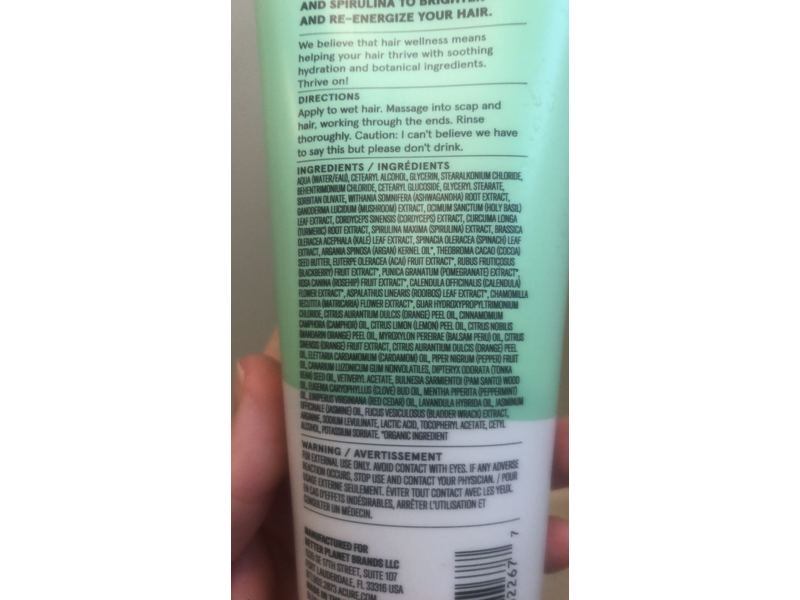 AND SPIRULINA TO BRIGHTEN
AND RE-ENERGIZE YOUR HAIR.
We believe that hair wellness means
helping your hair thrive with soothing
hydration and botanical ingredients.
Thrive on!
DIRECTIONS
Apply to wet hair. Massage into scap and
hair, working through the ends. Rinse
thoroughly. Caution: I can't believe we have
to say this but please don't drink.
INGREDIENTS / INGRÉDIENTS
AQUA (WATER/EAU), CETEARYL ALCOHOL, GLYCERIN, STEARALKONIUM CHLORIDE,
BEHENTRIMONIUM CHLORIDE, CETEARYL GLUCOSIDE, GLYCERYL STEARATE,
SORBITAN OLIVATE, WITHANIA SOMNIFERA (ASHWAGANDHA) ROOT EXTRACT,
GANODERMA LUCIDUM (MUSHROOM) EXTRACT, OCIMUM SANCTUM (HOLY BASIL)
LEAF EXTRACT, CORDYCEPS SINENSIS (CORDYCEPS) EXTRACT, CURCUMA LONGA
(TURMERIC) ROOT EXTRACT, SPIRULINA MAXIMA (SPIRULINA) EXTRACT, BRASSICA
OLERACEA ACEPHALA (KALE) LEAF EXTRACT, SPINACIA OLERACEA (SPINACH) LEAF
EXTRACT, ARGANIA SPINOSA (ARGAN) KERNEL OIL*, THEOBROMA CACAO (COCOA)
SEED BUTTER, EUTERPE OLERACEA (ACAI) FRUIT EXTRACT*, RUBUS FRUTICOSUS
(BLACKBERRY) FRUIT EXTRACT*, PUNICA GRANATUM (POMEGRANATE) EXTRACT*,
ROSA CANINA (ROSEHIP) FRUIT EXTRACT*, CALENDULA OFFICINALIS (CALENDULA)
FLOWER EXTRACT*, ASPALATHUS LINEARIS (ROOIBOS) LEAF EXTRACT*, CHAMOMILLA
RECUTITA (MATRICARIA) FLOWER EXTRACT*, GUAR HYDROXYPROPYLTRIMONIUM
CHLORIDE, CITRUS AURANTIUM DULCIS (ORANGE) PEEL OIL, CINNAMOMUM
CAMPHORA (CAMPHOR) OIL, CITRUS LIMON (LEMON) PEEL OIL, CITRUS NOBILIS
(MANDARIN ORANGE) PEEL OIL, MYROXYLON PEREIRAE (BALSAM PERU) OIL, CITRUS
SINENSIS (ORANGE) FRUIT EXTRACT, CITRUS AURANTIUM DULCIS (ORANGE) PEEL
OIL, ELETTARIA CARDAMOMUM (CARDAMOM) OIL, PIPER NIGRUM (PEPPER) FRUIT
OIL, CANARIUM LUZONICUM GUM NONVOLATILES, DIPTERYX ODORATA (TONKA
BEAN) SEED OIL, VETIVERYL ACETATE, BULNESIA SARMIENTOI (PAM SANTO) WOOD
OIL, EUGENIA CARYOPHYLLUS (CLOVE) BUD OIL, MENTHA PIPERITA (PEPPERMINT)
OIL, JUNIPERUS VIRGINIANA (RED CEDAR) OIL, LAVANDULA HYBRIDA OIL, JASMINUM
OFFICINALE (JASMINE) OIL, FUCUS VESICULOSUS (BLADDER WRACK) EXTRACT,
ARGININE, SODIUM LEVULINATE, LACTIC ACID, TOCOPHERYL ACETATE, CETYL
ALCOHOL, POTASSIUM SORBATE. *ORGANIC INGREDIENT
WARNING / AVERTISSEMENT
FOR EXTERNAL USE ONLY. AVOID CONTACT WITH EYES. IF ANY ADVERSE
REACTION OCCURS, STOP USE AND CONTACT YOUR PHYSICIAN. / POUR
USAGE EXTERNE SEULEMENT. ÉVITER TOUT CONTACT AVEC LES YEUX.
EN CAS D'EFFETS INDÉSIRABLES, ARRÊTER L'UTILISATION ET
CONSULTER UN MÉDECIN.
MANUFACTURED FOR
BETTER PLANET BRANDS LLC
SE 17TH STREET, SUITE 107
FORT LAUDERDALE, FL 33316 USA
2873 ACURE.COM
MADE IN THE
2267 7